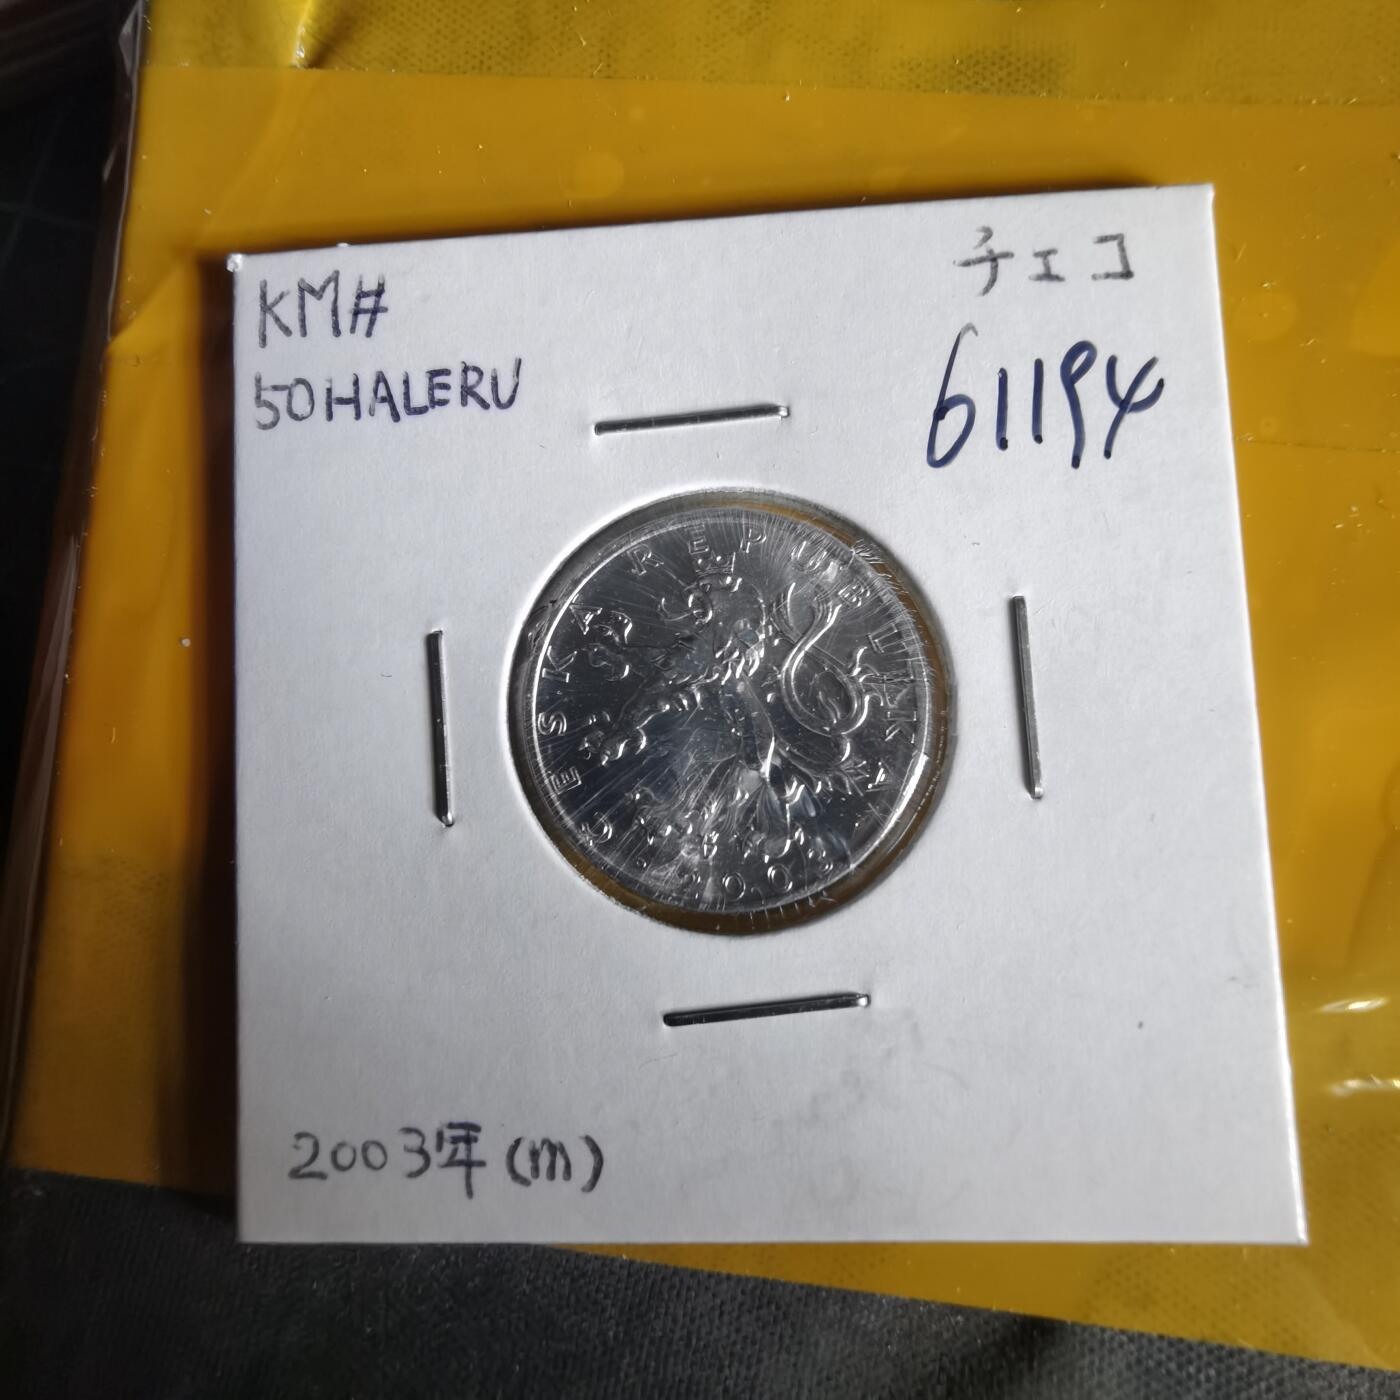 KM#
チェコ
50HALERU
61194
ČESKÁ REPUBLIKA
2003
2003年(m)